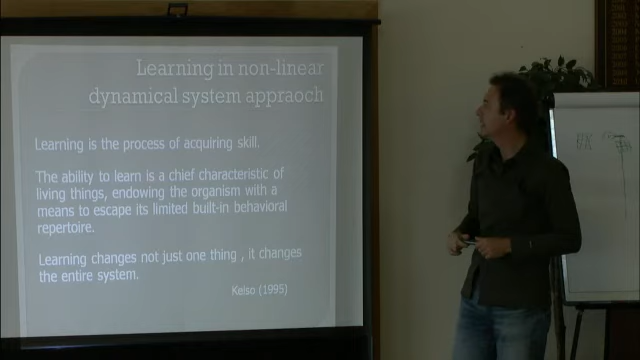 Learning in non-linear
dynamical system appraoch
Learning is the process of acquiring skill.
The ability to learn is a chief characteristic of
living things, endowing the organism with a
means to escape its limited built-in behavioral
repertoire.
Learning changes not just one thing , it changes
the entire system.
Kelso (1995)